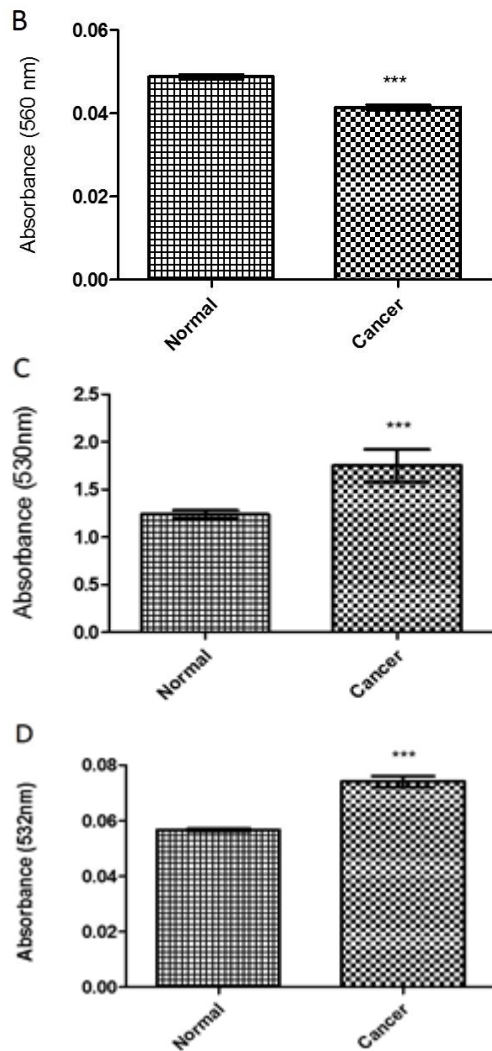 B
Absorbance (560 nm)
0.06
0.04
0.02
0.00
***
Normal
Cancer
C
Absorbance (530nm)
2.5
2.0
1.5
1.0
0.5
0.0
***
Normal
Cancer
D
Absorbance (532nm)
0.08
0.06
0.04
0.02
0.00
***
Normal
Cancer